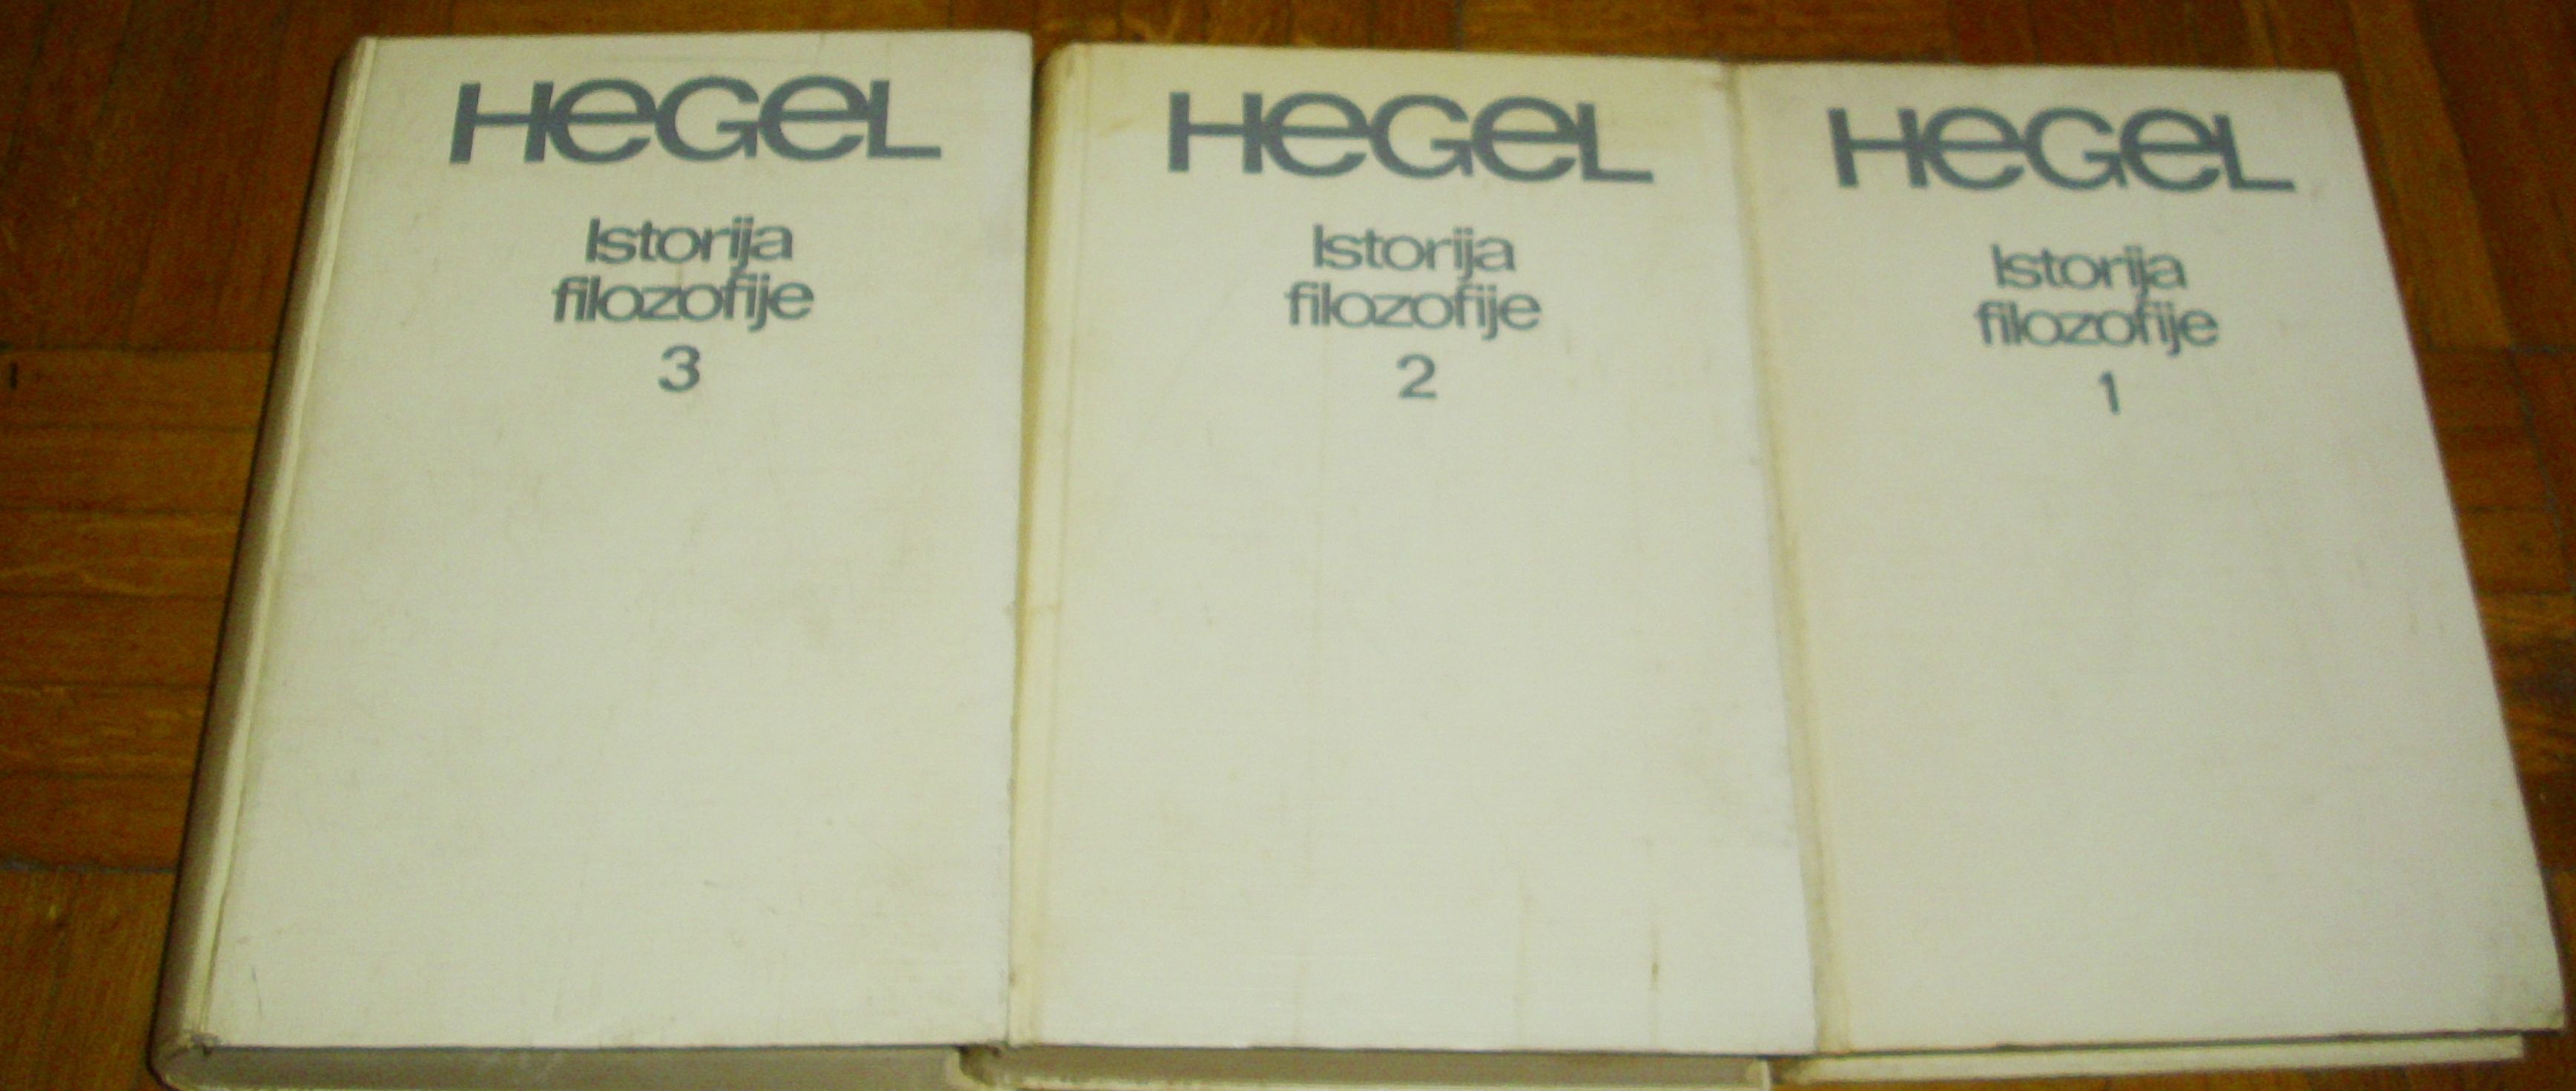 HeGeL
Istorija
filozofije
3
HeGeL
Istorija
filozofije
2
HeGeL
Istorija
filozofije
1